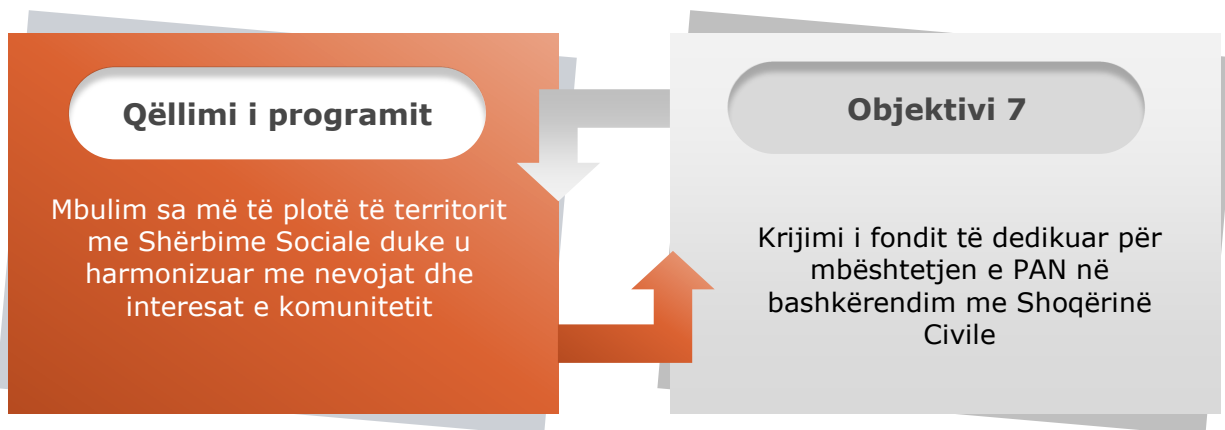 Qëllimi i programit
Mbulim sa më të plotë të territorit
me Shërbime Sociale duke u
harmonizuar me nevojat dhe
interesat e komunitetit
Objektivi 7
Krijimi i fondit të dedikuar për
mbështetjen e PAN në
bashkërendim me Shoqërinë
Civile